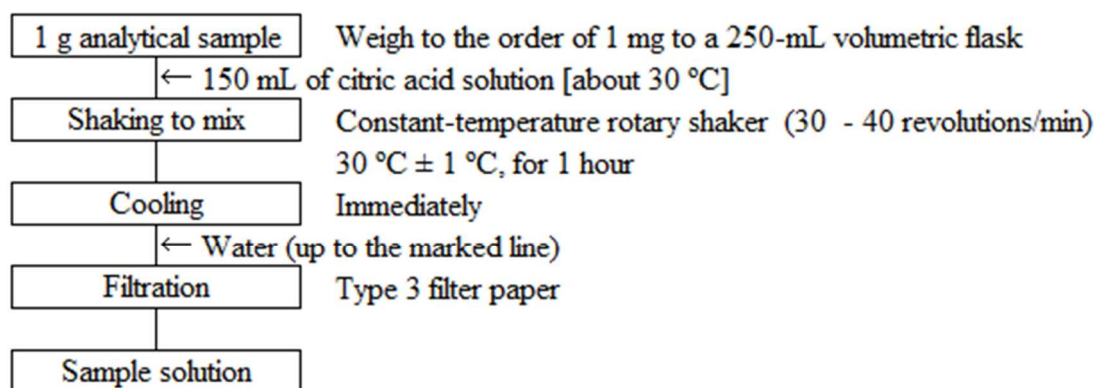 1 g analytical sample Weigh to the order of 1 mg to a 250-mL volumetric flask
← 150 mL of citric acid solution [about 30 °C]
Shaking to mix Constant-temperature rotary shaker (30 - 40 revolutions/min)
30 °C ± 1 °C, for 1 hour
Cooling Immediately
← Water (up to the marked line)
Filtration Type 3 filter paper
Sample solution